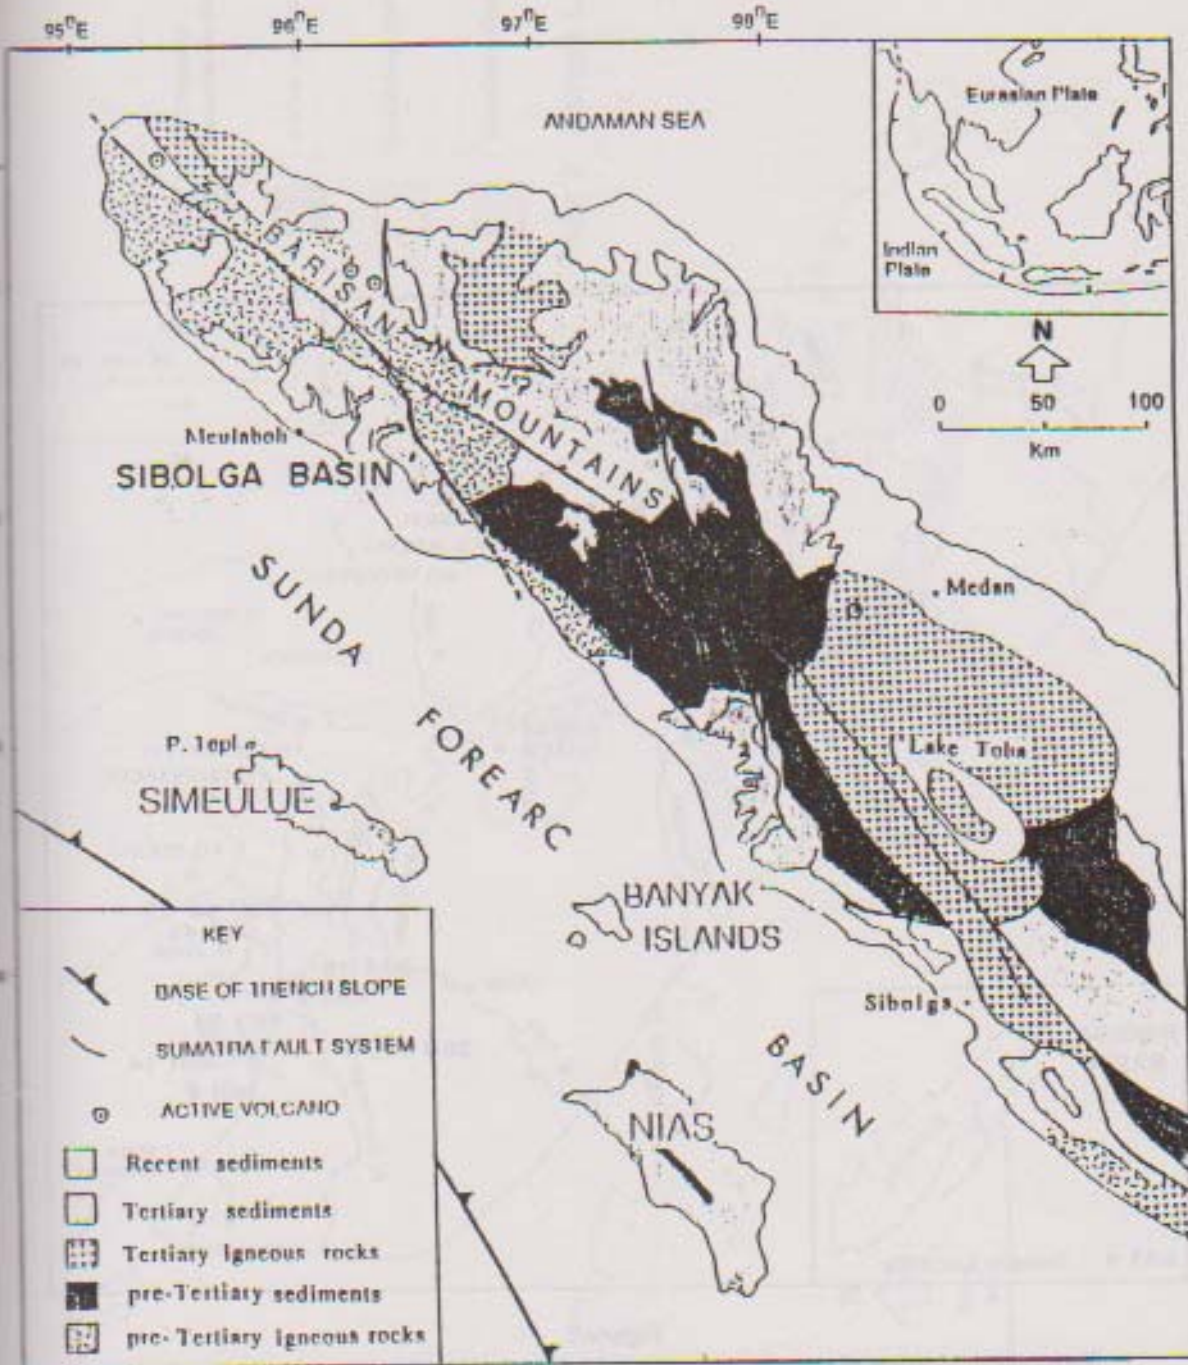 95°E 96°E 97°E 98°E
ANDAMAN SEA
Eurasian Plate
Indian
Plate
N
0 50 100
Km
BARISAN
MOUNTAINS
Meulaboh
SIBOLGA BASIN
SUNDA
FOREARC
BASIN
Medan
Lake Toba
P. Tepi
SIMEULUE
BANYAK
ISLANDS
Sibolga
NIAS
KEY
BASE OF TRENCH SLOPE
SUMATRA FAULT SYSTEM
ACTIVE VOLCANO
Recent sediments
Tertiary sediments
Tertiary Igneous rocks
pre-Tertiary sediments
pre-Tertiary igneous rocks